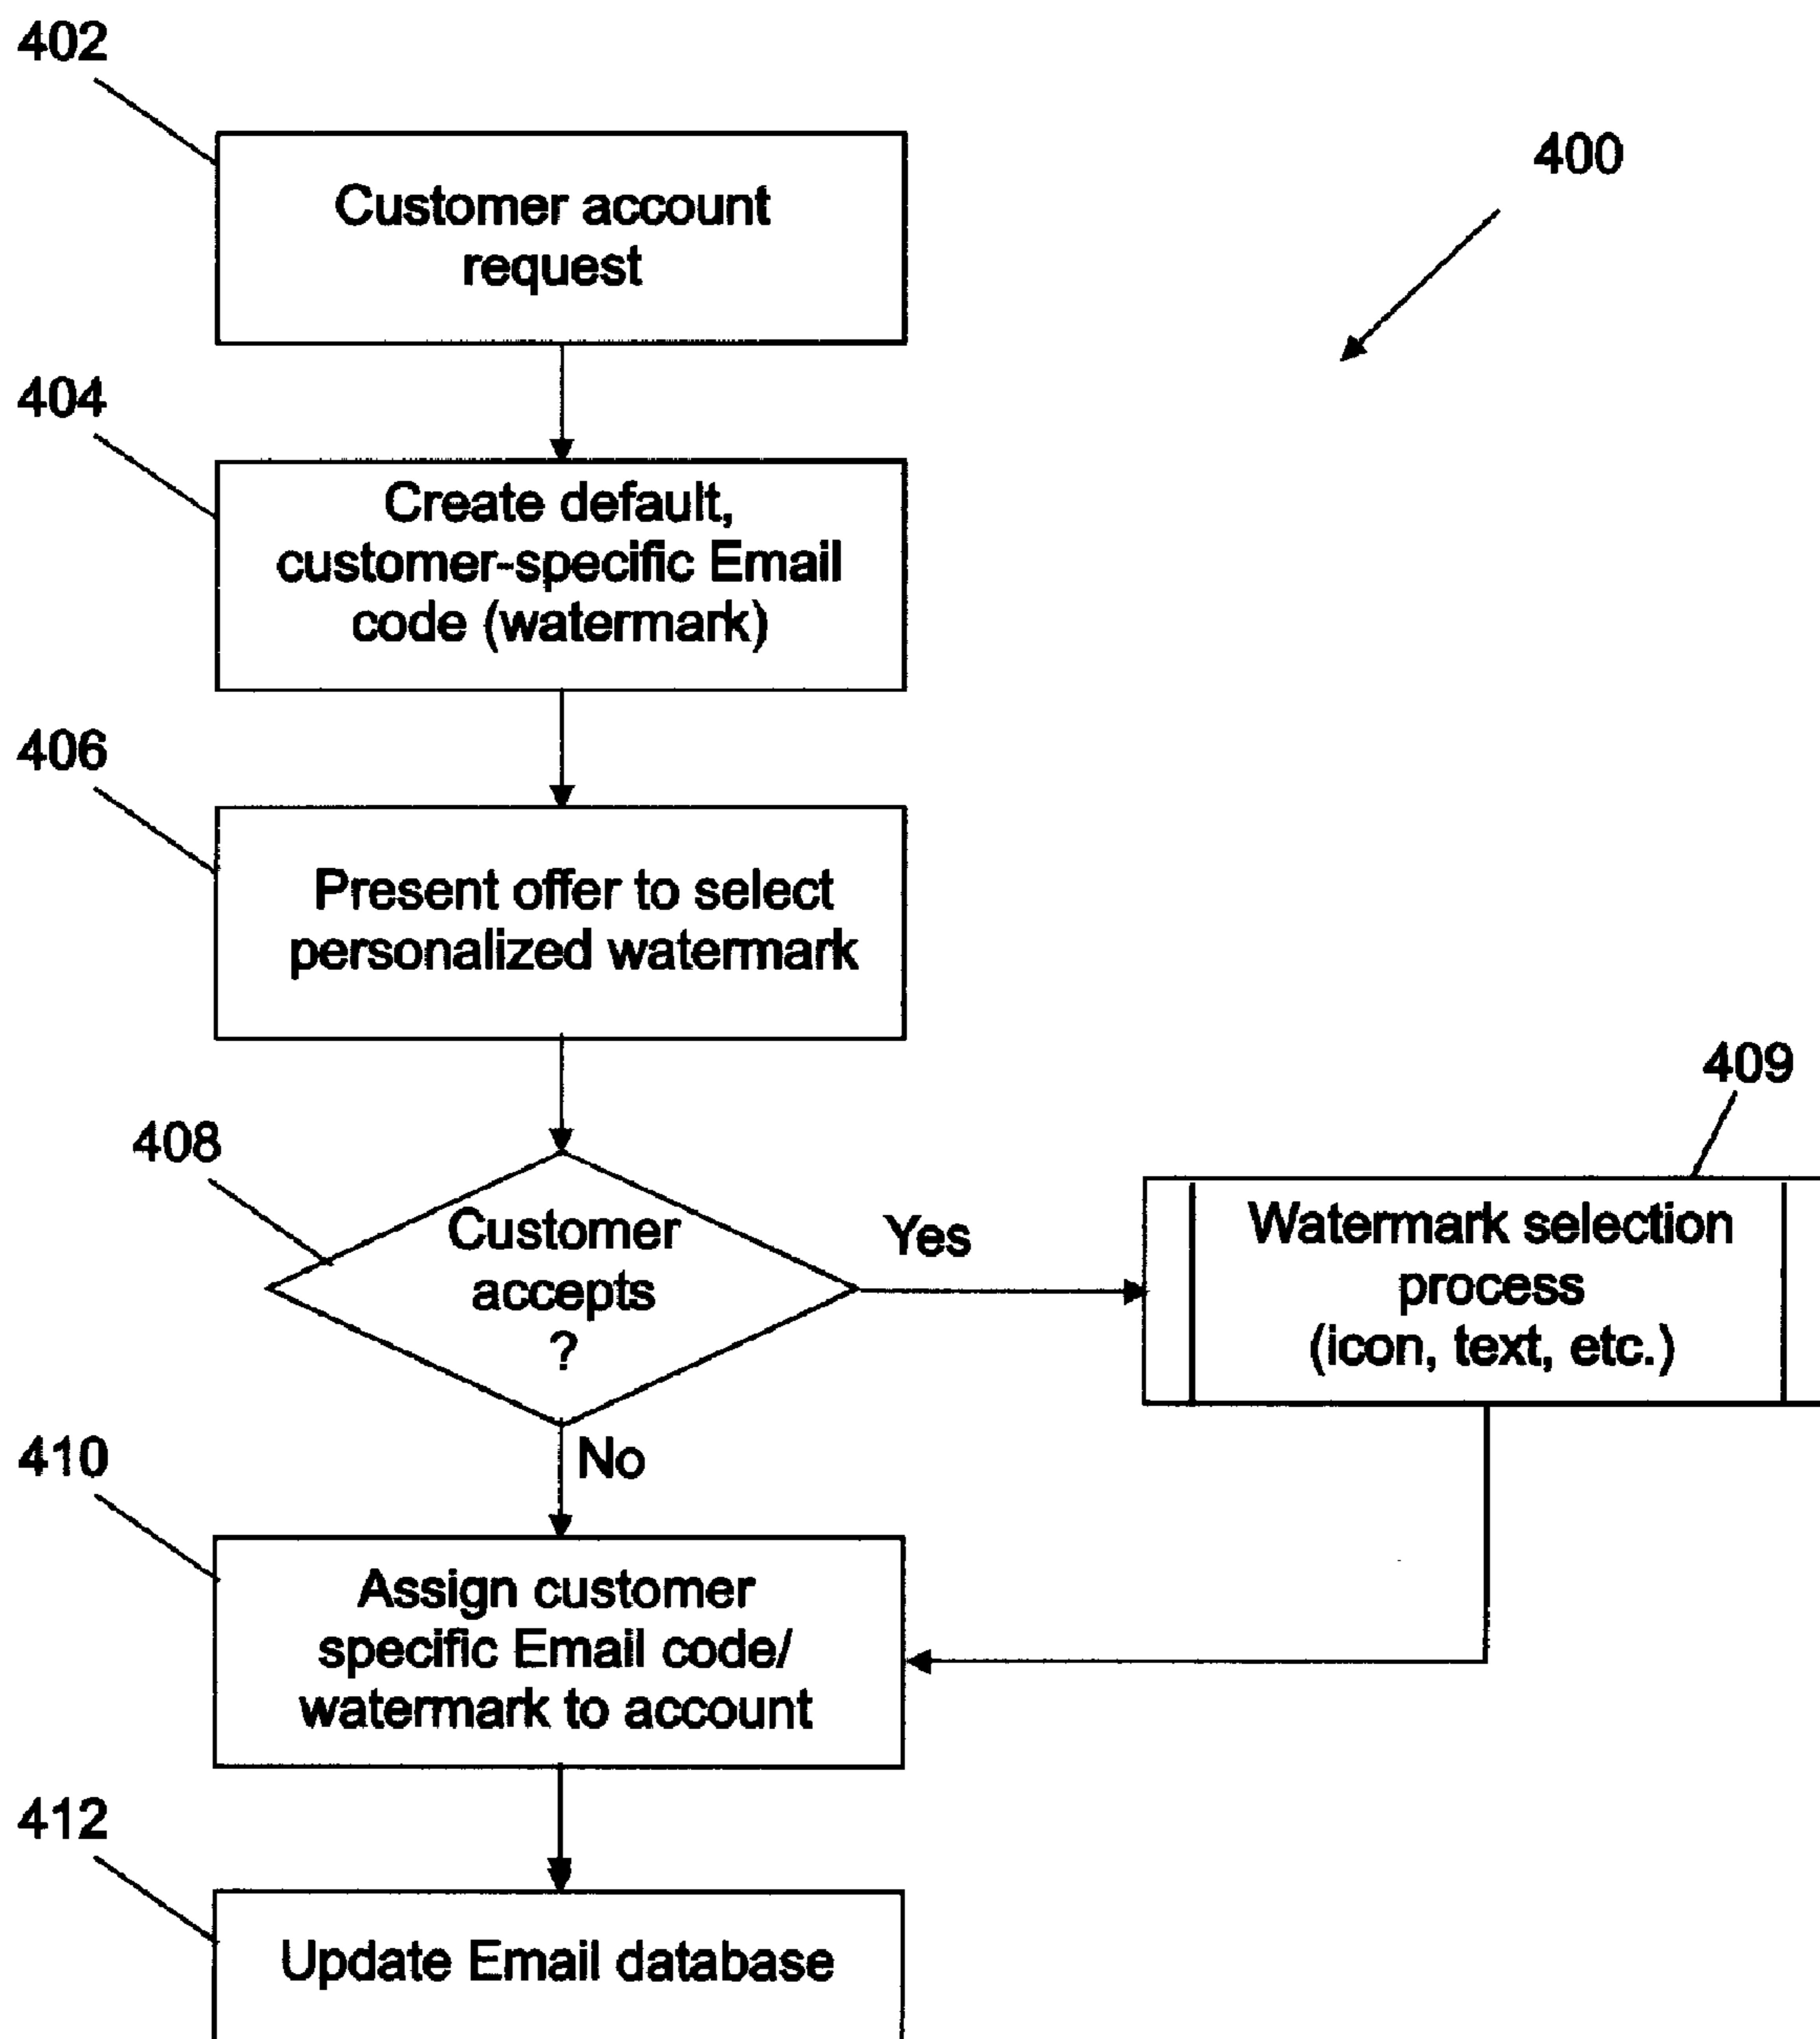 402
Customer account
request
400
404
Create default,
customer-specific Email
code (watermark)
406
Present offer to select
personalized watermark
408
Customer
accepts
?
Yes
409
Watermark selection
process
(icon, text, etc.)
No
410
Assign customer
specific Email code/
watermark to account
412
Update Email database